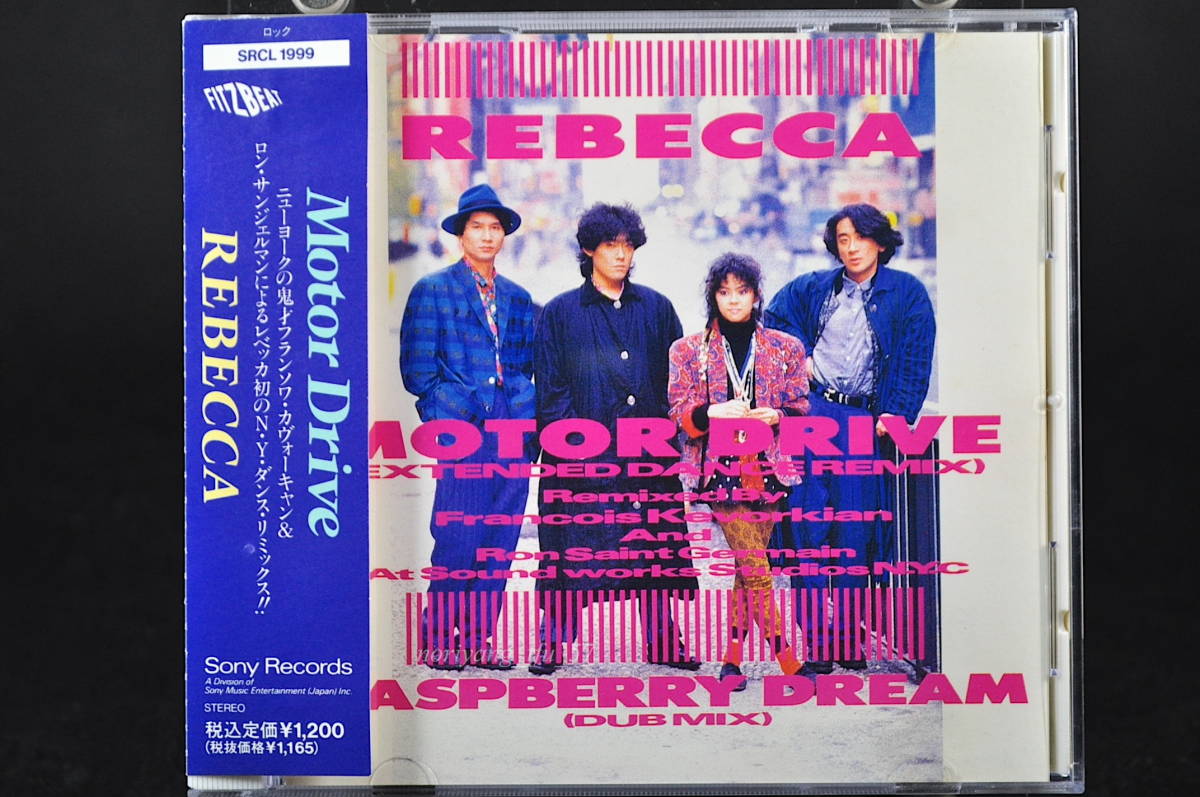 ロック
SRCL 1999
FITZBEAT
Motor Drive
ニューヨークの鬼才フランソワ・カヴォーキャン&
ロン・サンジェルマンによるレベッカ初のN・Y・ダンス・リミックス!!
REBECCA
Sony Records
A Division of
Sony Music Entertainment (Japan) Inc.
STEREO
税込定価¥1,200
(税抜価格¥1,165)
REBECCA
MOTOR DRIVE
(EXTENDED DANCE REMIX)
Remixed By
Francois Kevorkian
And
Ron Saint Germain
At Sound works Studios N.Y.C
ASPBERRY DREAM
(DUB MIX)